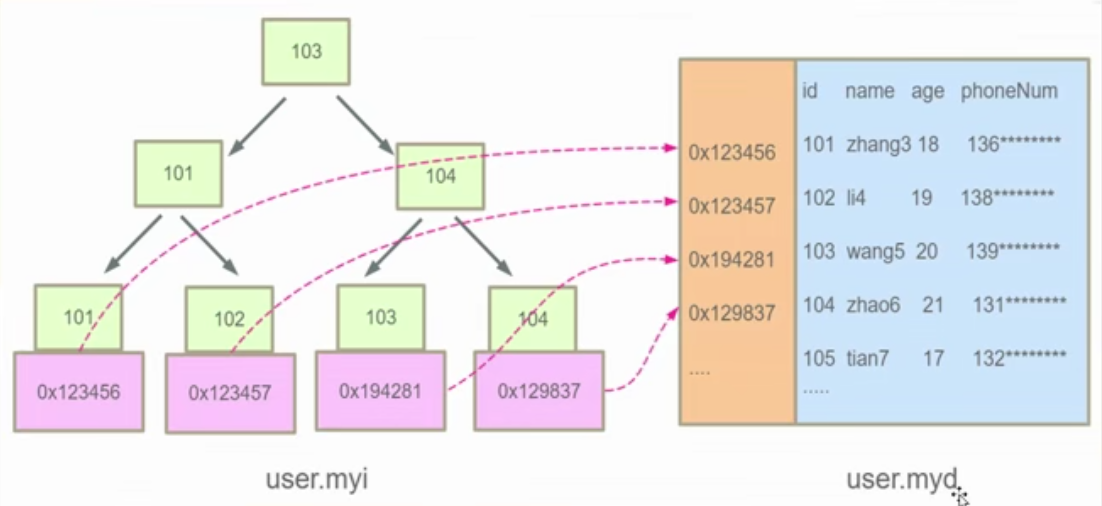 103
101
104
101
102
103
104
0x123456
0x123457
0x194281
0x129837
user.myi
0x123456
0x123457
0x194281
0x129837
....
id name age phoneNum
101 zhang3 18 136********
102 li4 19 138********
103 wang5 20 139********
104 zhao6 21 131********
105 tian7 17 132********
.....
user.myd